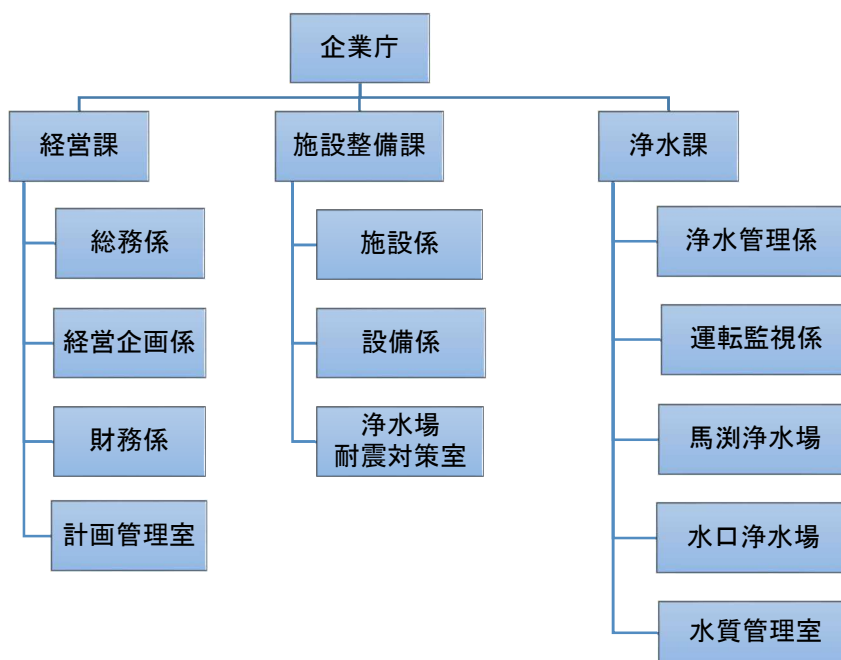 企業庁
経営課
総務係
経営企画係
財務係
計画管理室
施設整備課
施設係
設備係
浄水場
耐震対策室
浄水課
浄水管理係
運転監視係
馬渕浄水場
水口浄水場
水質管理室